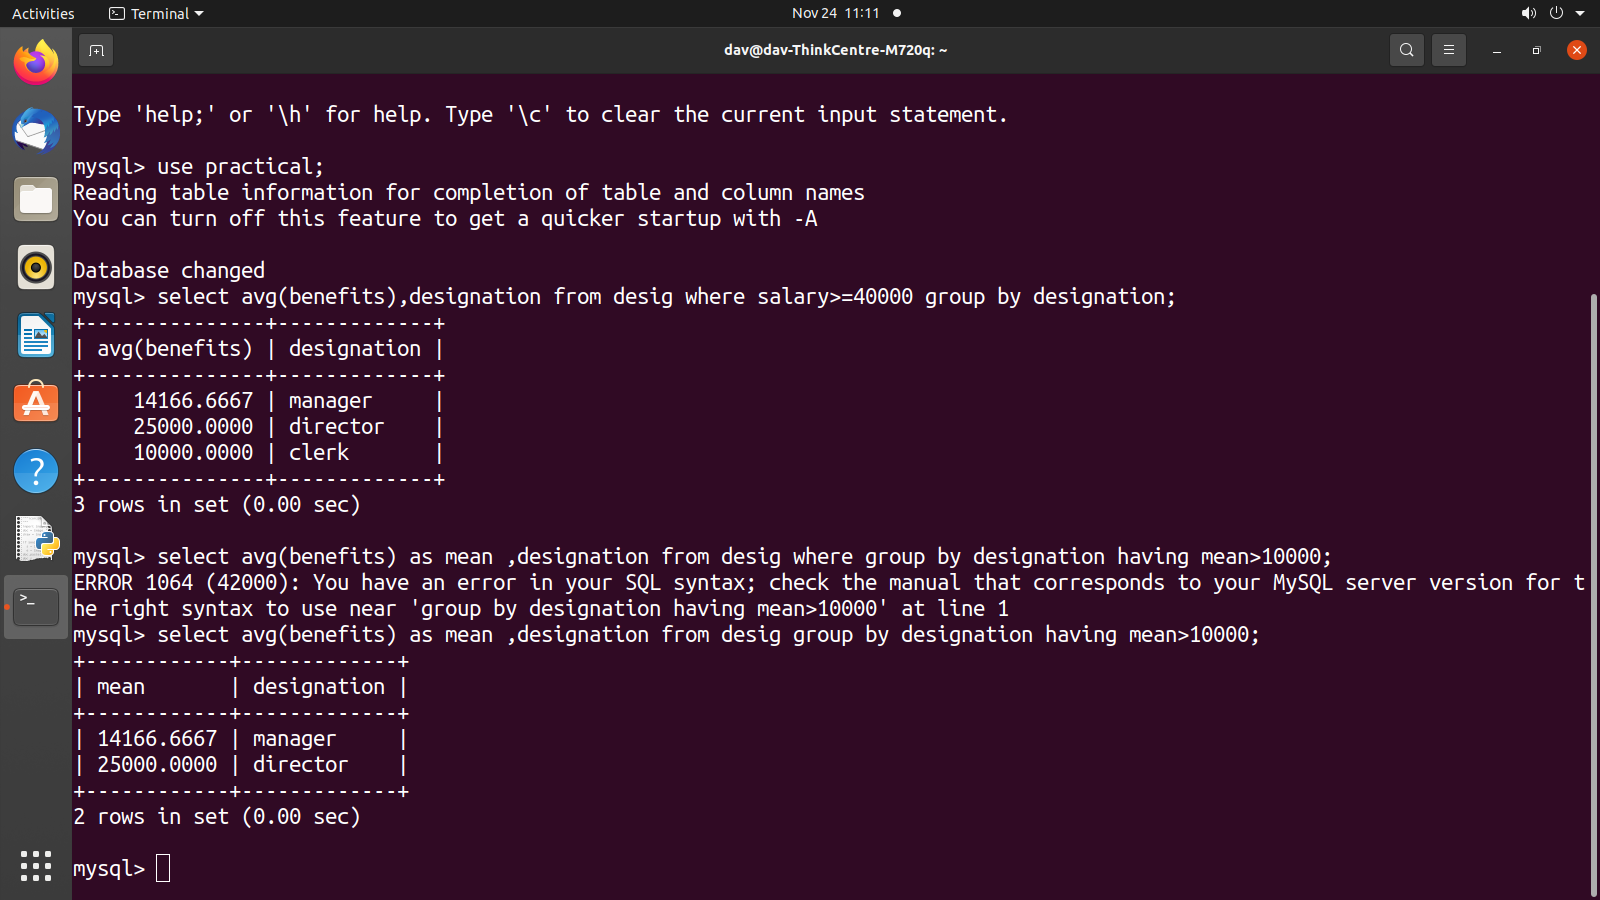 Activities Terminal Nov 24 11:11
dav@dav-ThinkCentre-M720q: ~
Type 'help;' or '\h' for help. Type '\c' to clear the current input statement.
mysql> use practical;
Reading table information for completion of table and column names
You can turn off this feature to get a quicker startup with -A
Database changed
mysql> select avg(benefits),designation from desig where salary>=40000 group by designation;
+---------------+-------------+
| avg(benefits) | designation |
+---------------+-------------+
|    14166.6667 | manager     |
|    25000.0000 | director    |
|    10000.0000 | clerk       |
+---------------+-------------+
3 rows in set (0.00 sec)
mysql> select avg(benefits) as mean ,designation from desig where group by designation having mean>10000;
ERROR 1064 (42000): You have an error in your SQL syntax; check the manual that corresponds to your MySQL server version for t
he right syntax to use near 'group by designation having mean>10000' at line 1
mysql> select avg(benefits) as mean ,designation from desig group by designation having mean>10000;
+------------+-------------+
| mean       | designation |
+------------+-------------+
| 14166.6667 | manager     |
| 25000.0000 | director    |
+------------+-------------+
2 rows in set (0.00 sec)
mysql>